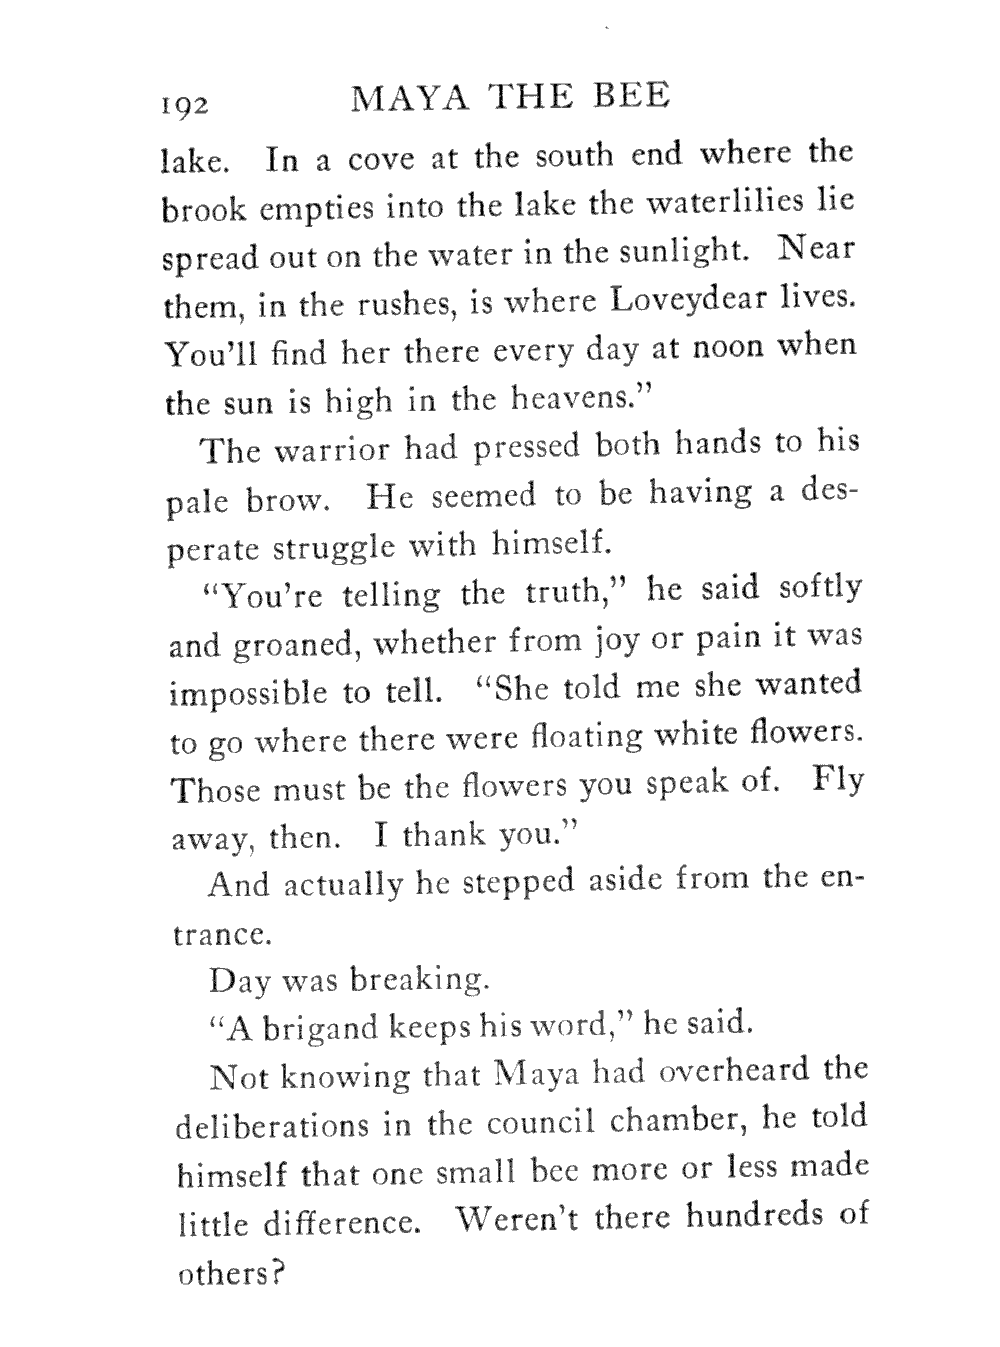 192 MAYA THE BEE
lake. In a cove at the south end where the
brook empties into the lake the waterlilies lie
spread out on the water in the sunlight. Near
them, in the rushes, is where Loveydear lives.
You'll find her there every day at noon when
the sun is high in the heavens.”
The warrior had pressed both hands to his
pale brow. He seemed to be having a des-
perate struggle with himself.
“You're telling the truth,” he said softly
and groaned, whether from joy or pain it was
impossible to tell. “She told me she wanted
to go where there were floating white flowers.
Those must be the flowers you speak of. Fly
away, then. I thank you.”
And actually he stepped aside from the en-
trance.
Day was breaking.
“A brigand keeps his word,” he said.
Not knowing that Maya had overheard the
deliberations in the council chamber, he told
himself that one small bee more or less made
little difference. Weren't there hundreds of
others?